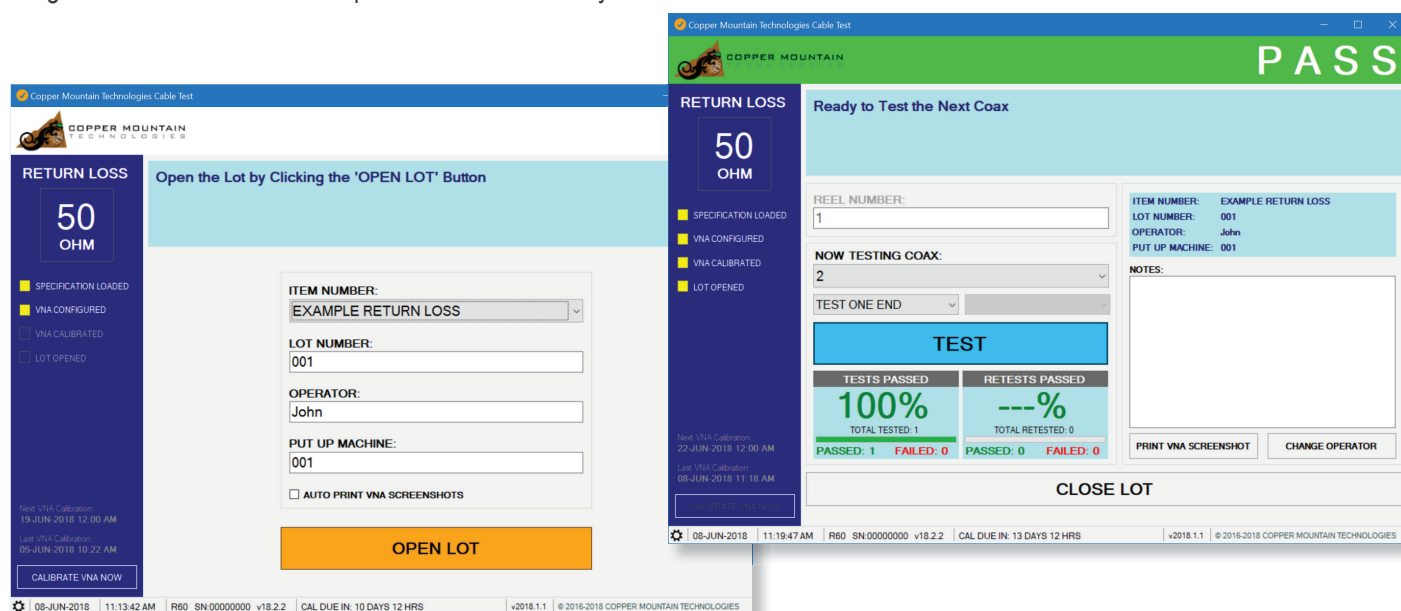 Copper Mountain Technologies Cable Test
COPPER MOUNTAIN
TECHNOLOGIES
RETURN LOSS
50
OHM
SPECIFICATION LOADED
VNA CONFIGURED
VNA CALIBRATED
LOT OPENED
Next VNA Calibration:
19-JUN-2018 12:00 AM
Last VNA Calibration:
05-JUN-2018 10:22 AM
CALIBRATE VNA NOW
Open the Lot by Clicking the 'OPEN LOT' Button
ITEM NUMBER:
EXAMPLE RETURN LOSS
LOT NUMBER:
001
OPERATOR:
John
PUT UP MACHINE:
001
AUTO PRINT VNA SCREENSHOTS
OPEN LOT
08-JUN-2018 11:13:42 AM R60 SN:00000000 v18.2.2 CAL DUE IN: 10 DAYS 12 HRS v2018.1.1 © 2016-2018 COPPER MOUNTAIN TECHNOLOGIES
Copper Mountain Technologies Cable Test
COPPER MOUNTAIN
TECHNOLOGIES
PASS
RETURN LOSS
50
OHM
SPECIFICATION LOADED
VNA CONFIGURED
VNA CALIBRATED
LOT OPENED
Next VNA Calibration:
22-JUN-2018 12:00 AM
Last VNA Calibration:
08-JUN-2018 11:18 AM
CALIBRATE VNA NOW
Ready to Test the Next Coax
REEL NUMBER:
1
NOW TESTING COAX:
2
TEST ONE END
TEST
TESTS PASSED
100%
TOTAL TESTED: 1
PASSED: 1 FAILED: 0
RETESTS PASSED
---%
TOTAL RETESTED: 0
PASSED: 0 FAILED: 0
ITEM NUMBER: EXAMPLE RETURN LOSS
LOT NUMBER: 001
OPERATOR: John
PUT UP MACHINE: 001
NOTES:
PRINT VNA SCREENSHOT
CHANGE OPERATOR
CLOSE LOT
08-JUN-2018 11:19:47 AM R60 SN:00000000 v18.2.2 CAL DUE IN: 13 DAYS 12 HRS v2018.1.1 © 2016-2018 COPPER MOUNTAIN TECHNOLOGIES